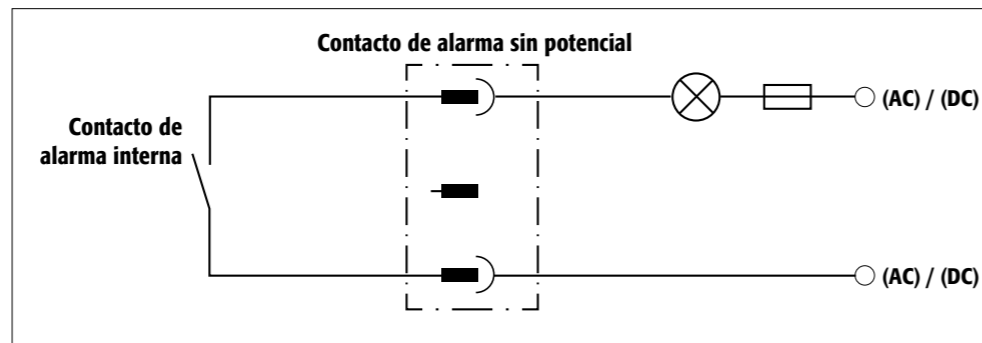 Contacto de alarma sin potencial
(AC) / (DC)
Contacto de
alarma interna
(AC) / (DC)